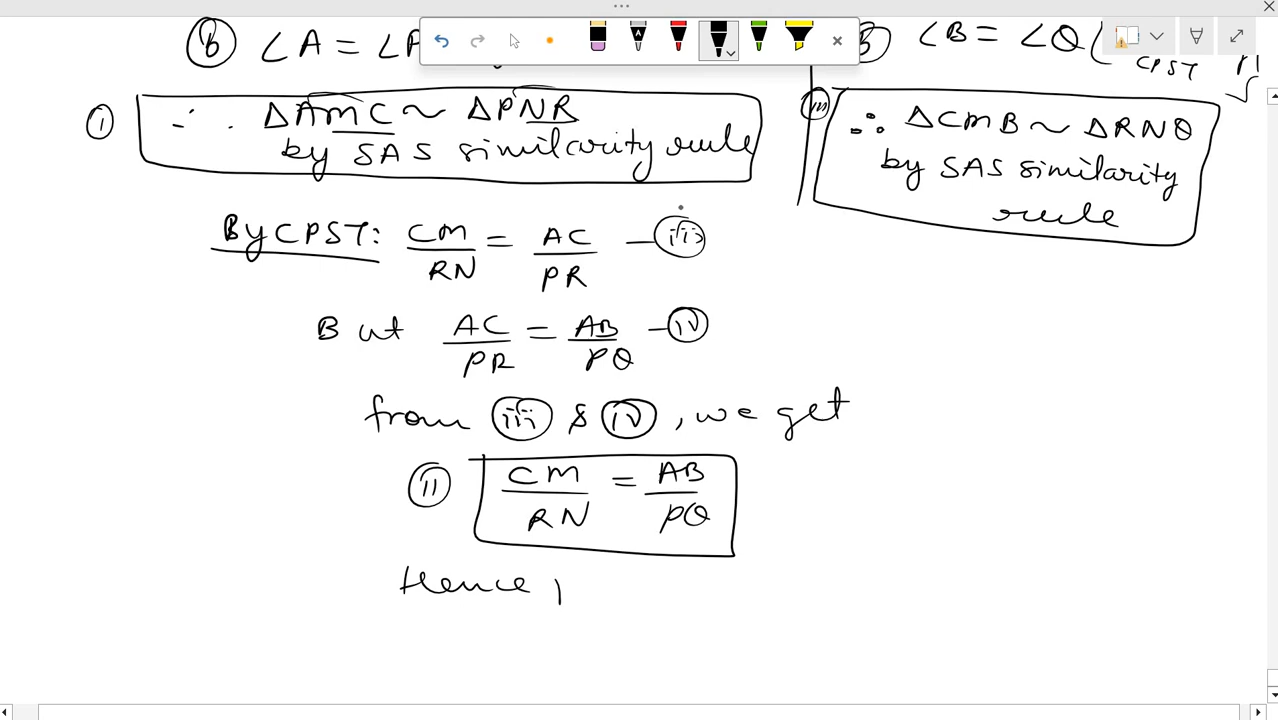 Ⓑ ∠A = ∠P
∠B = ∠Q (
CPST
① ∴ ΔAMC ~ ΔPNR
by SAS similarity rule
(iii) ∴ ΔCMB ~ ΔRNQ
by SAS similarity
rule
By CPST: CM/RN = AC/PR — (iii)
But AC/PR = AB/PQ — (iv)
from (iii) & (iv), we get
(ii) CM/RN = AB/PQ
Hence